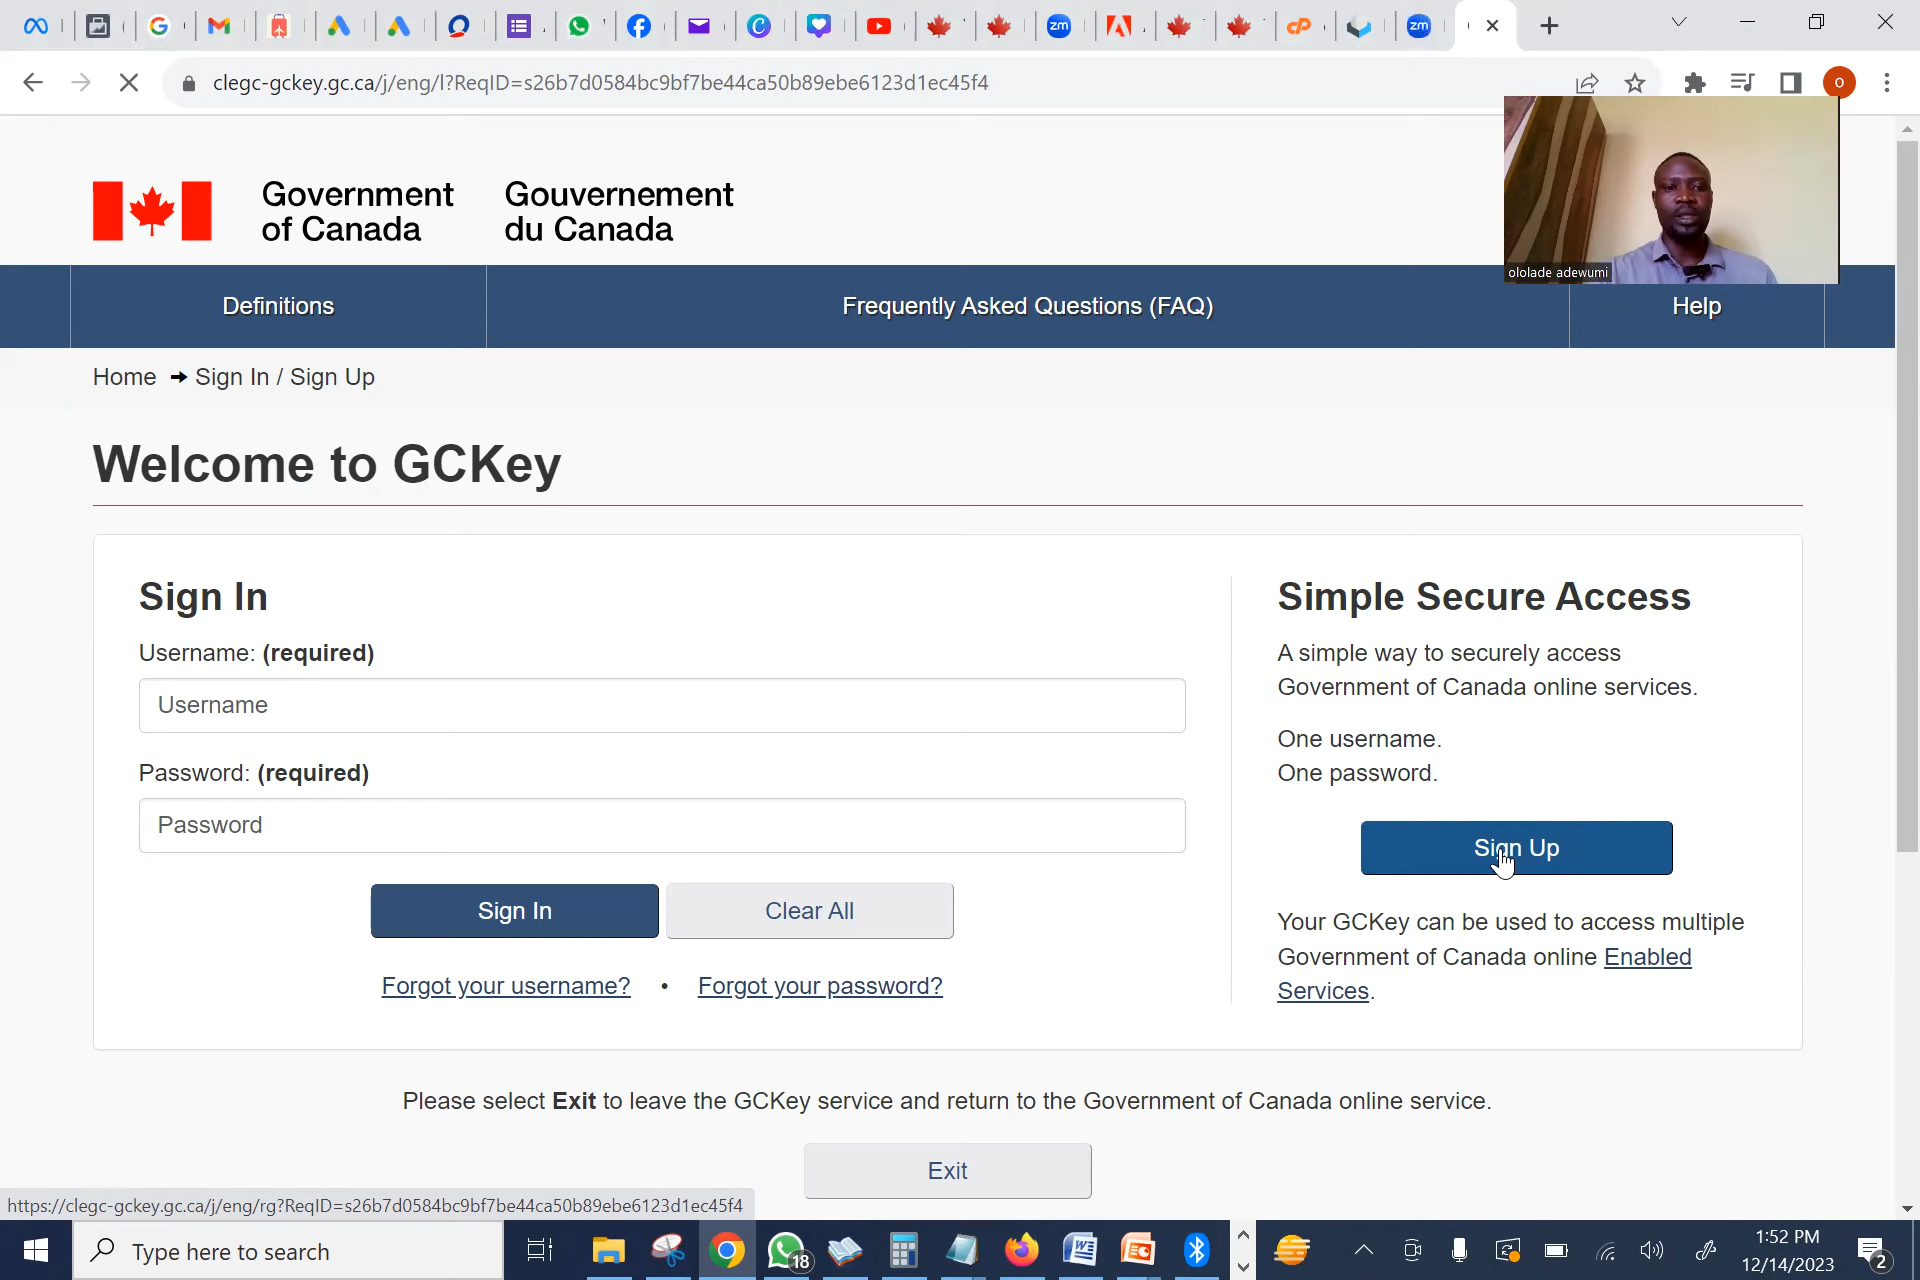 clegc-gckey.gc.ca/j/eng/l?ReqID=s26b7d0584bc9bf7be44ca50b89ebe6123d1ec45f4
Government of Canada
Gouvernement du Canada
ololade adewumi
Definitions
Frequently Asked Questions (FAQ)
Help
Home ➔ Sign In / Sign Up
Welcome to GCKey
Sign In
Username: (required)
Username
Password: (required)
Password
Sign In
Clear All
Forgot your username? • Forgot your password?
Simple Secure Access
A simple way to securely access
Government of Canada online services.
One username.
One password.
Sign Up
Your GCKey can be used to access multiple
Government of Canada online Enabled
Services.
Please select Exit to leave the GCKey service and return to the Government of Canada online service.
Exit
https://clegc-gckey.gc.ca/j/eng/rg?ReqID=s26b7d0584bc9bf7be44ca50b89ebe6123d1ec45f4
Type here to search
18
1:52 PM
12/14/2023
2